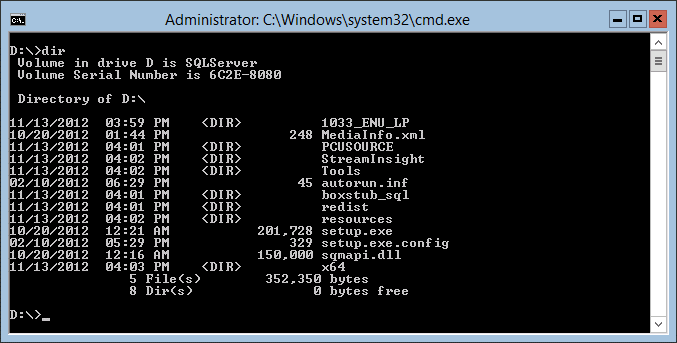 Administrator: C:\Windows\system32\cmd.exe
D:\>dir
 Volume in drive D is SQLServer
 Volume Serial Number is 6C2E-8080
 Directory of D:\
11/13/2012  03:59 PM    <DIR>          1033_ENU_LP
10/20/2012  01:44 PM               248 MediaInfo.xml
11/13/2012  04:01 PM    <DIR>          PCUSOURCE
11/13/2012  04:02 PM    <DIR>          StreamInsight
11/13/2012  04:02 PM    <DIR>          Tools
02/10/2012  06:29 PM                45 autorun.inf
11/13/2012  04:01 PM    <DIR>          boxstub_sql
11/13/2012  04:01 PM    <DIR>          redist
11/13/2012  04:02 PM    <DIR>          resources
10/20/2012  12:21 AM           201,728 setup.exe
02/10/2012  05:29 PM               329 setup.exe.config
10/20/2012  12:16 AM           150,000 sqmapi.dll
11/13/2012  04:03 PM    <DIR>          x64
               5 File(s)        352,350 bytes
               8 Dir(s)               0 bytes free
D:\>_